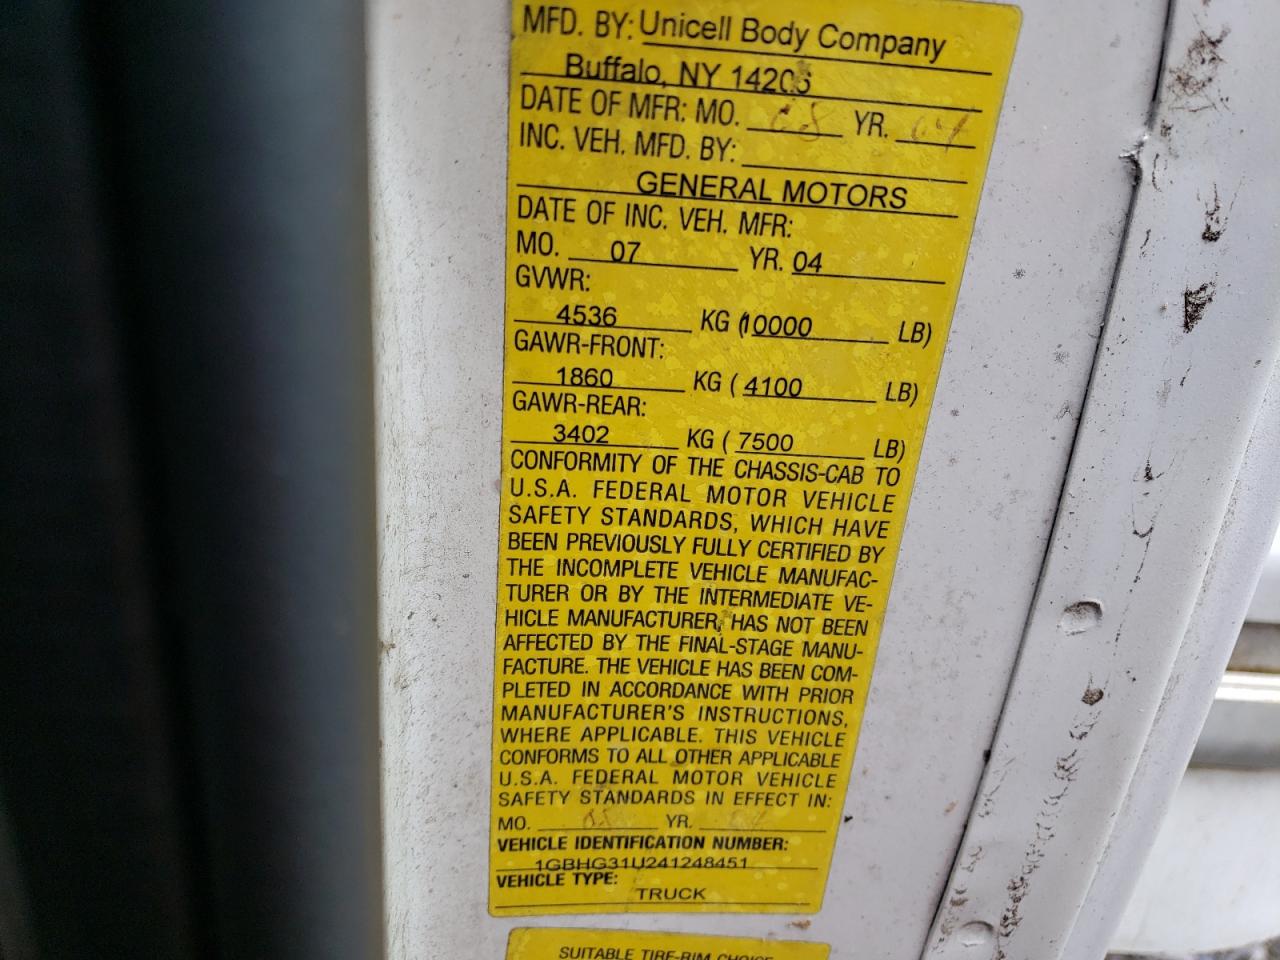 MFD. BY: Unicell Body Company
Buffalo, NY 14206
DATE OF MFR: MO. 08 YR. 04
INC. VEH. MFD. BY:
GENERAL MOTORS
DATE OF INC. VEH. MFR:
MO. 07 YR. 04
GVWR:
4536 KG (10000 LB)
GAWR-FRONT:
1860 KG (4100 LB)
GAWR-REAR:
3402 KG (7500 LB)
CONFORMITY OF THE CHASSIS-CAB TO
U.S.A. FEDERAL MOTOR VEHICLE
SAFETY STANDARDS, WHICH HAVE
BEEN PREVIOUSLY FULLY CERTIFIED BY
THE INCOMPLETE VEHICLE MANUFAC-
TURER OR BY THE INTERMEDIATE VE-
HICLE MANUFACTURER, HAS NOT BEEN
AFFECTED BY THE FINAL-STAGE MANU-
FACTURE. THE VEHICLE HAS BEEN COM-
PLETED IN ACCORDANCE WITH PRIOR
MANUFACTURER'S INSTRUCTIONS,
WHERE APPLICABLE. THIS VEHICLE
CONFORMS TO ALL OTHER APPLICABLE
U.S.A. FEDERAL MOTOR VEHICLE
SAFETY STANDARDS IN EFFECT IN:
MO. 08 YR.
VEHICLE IDENTIFICATION NUMBER:
1GBHG31U241248451
VEHICLE TYPE:
TRUCK
SUITABLE TIRE-RIM CHOICE